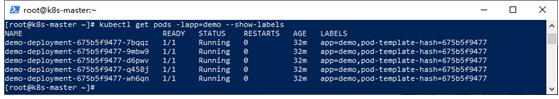 root@k8s-master:~
[root@k8s-master ~]# kubectl get pods -lapp=demo --show-labels
NAME READY STATUS RESTARTS AGE LABELS
demo-deployment-675b5f9477-7bqqz 1/1 Running 0 32m app=demo,pod-template-hash=675b5f9477
demo-deployment-675b5f9477-9mbw9 1/1 Running 0 32m app=demo,pod-template-hash=675b5f9477
demo-deployment-675b5f9477-d6pwv 1/1 Running 0 32m app=demo,pod-template-hash=675b5f9477
demo-deployment-675b5f9477-q458j 1/1 Running 0 32m app=demo,pod-template-hash=675b5f9477
demo-deployment-675b5f9477-wh6qn 1/1 Running 0 32m app=demo,pod-template-hash=675b5f9477
[root@k8s-master ~]#